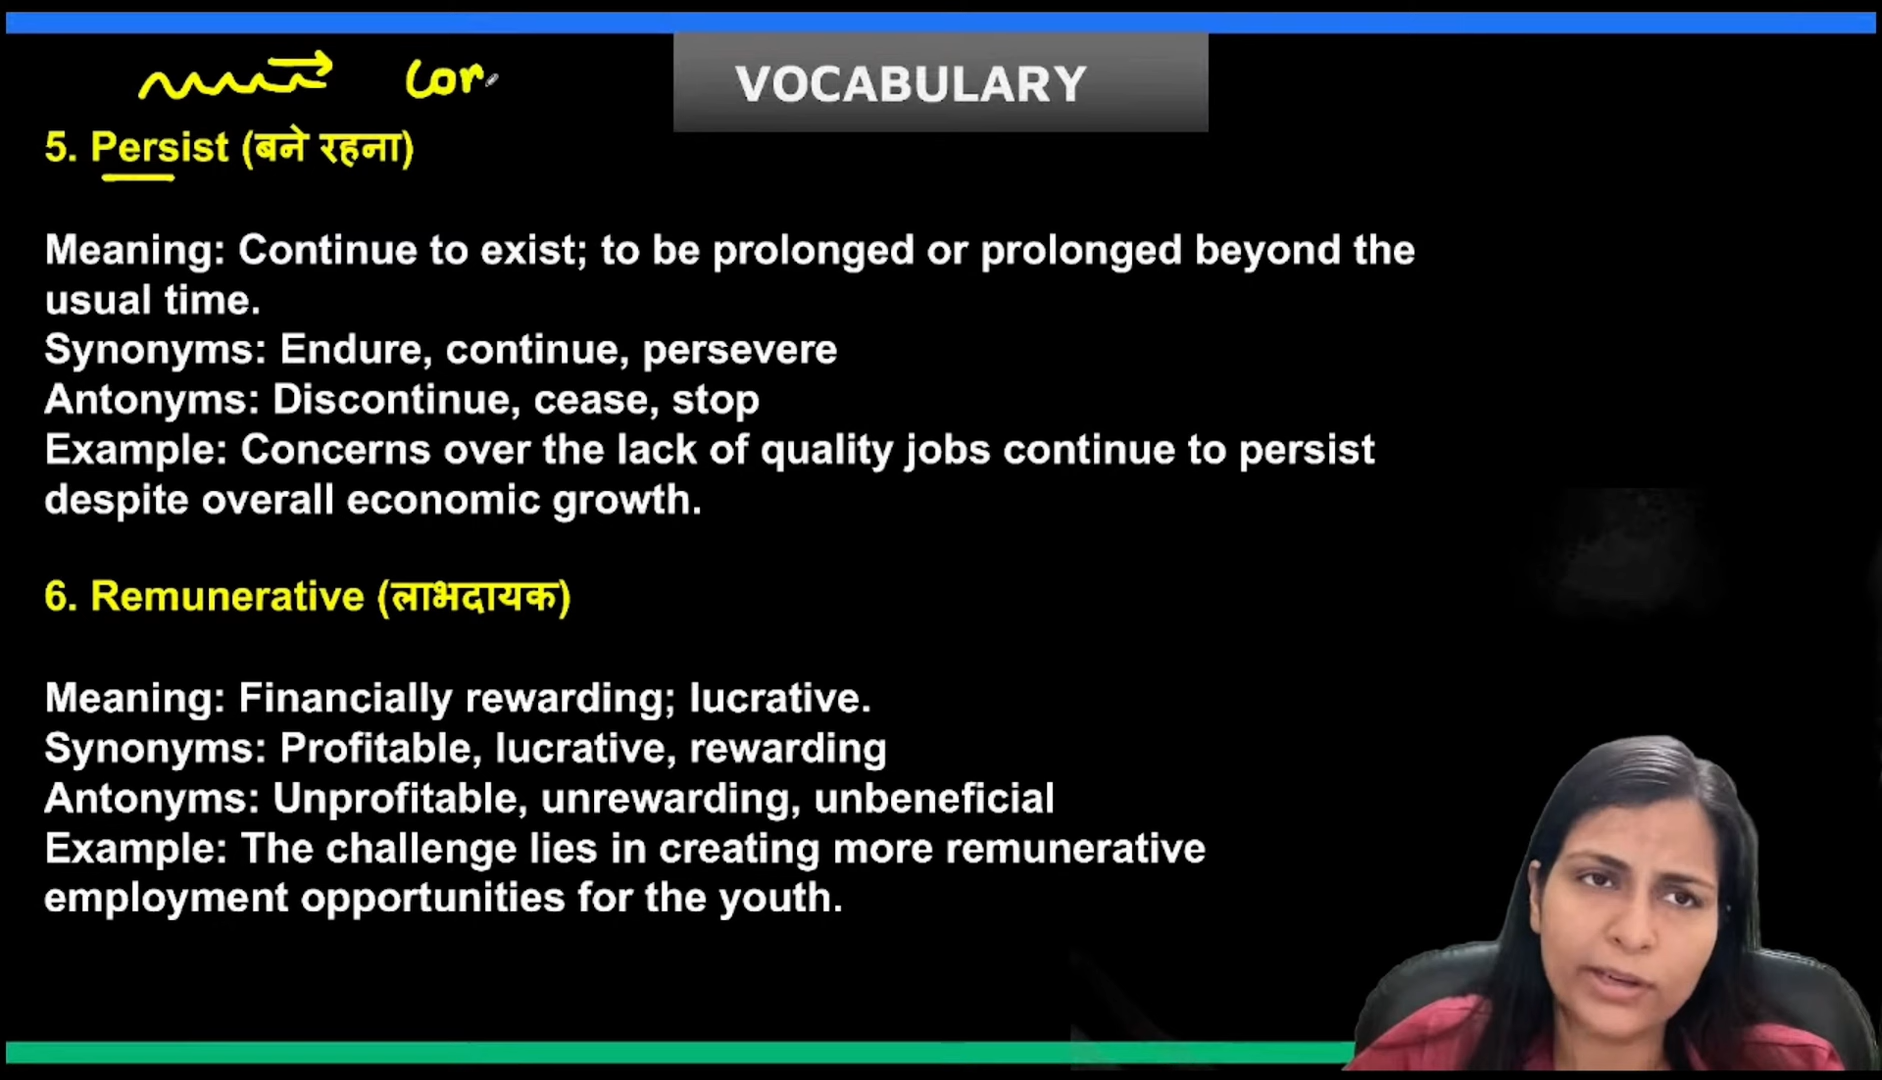 con
VOCABULARY
5. Persist (बने रहना)
Meaning: Continue to exist; to be prolonged or prolonged beyond the
usual time.
Synonyms: Endure, continue, persevere
Antonyms: Discontinue, cease, stop
Example: Concerns over the lack of quality jobs continue to persist
despite overall economic growth.
6. Remunerative (लाभदायक)
Meaning: Financially rewarding; lucrative.
Synonyms: Profitable, lucrative, rewarding
Antonyms: Unprofitable, unrewarding, unbeneficial
Example: The challenge lies in creating more remunerative
employment opportunities for the youth.